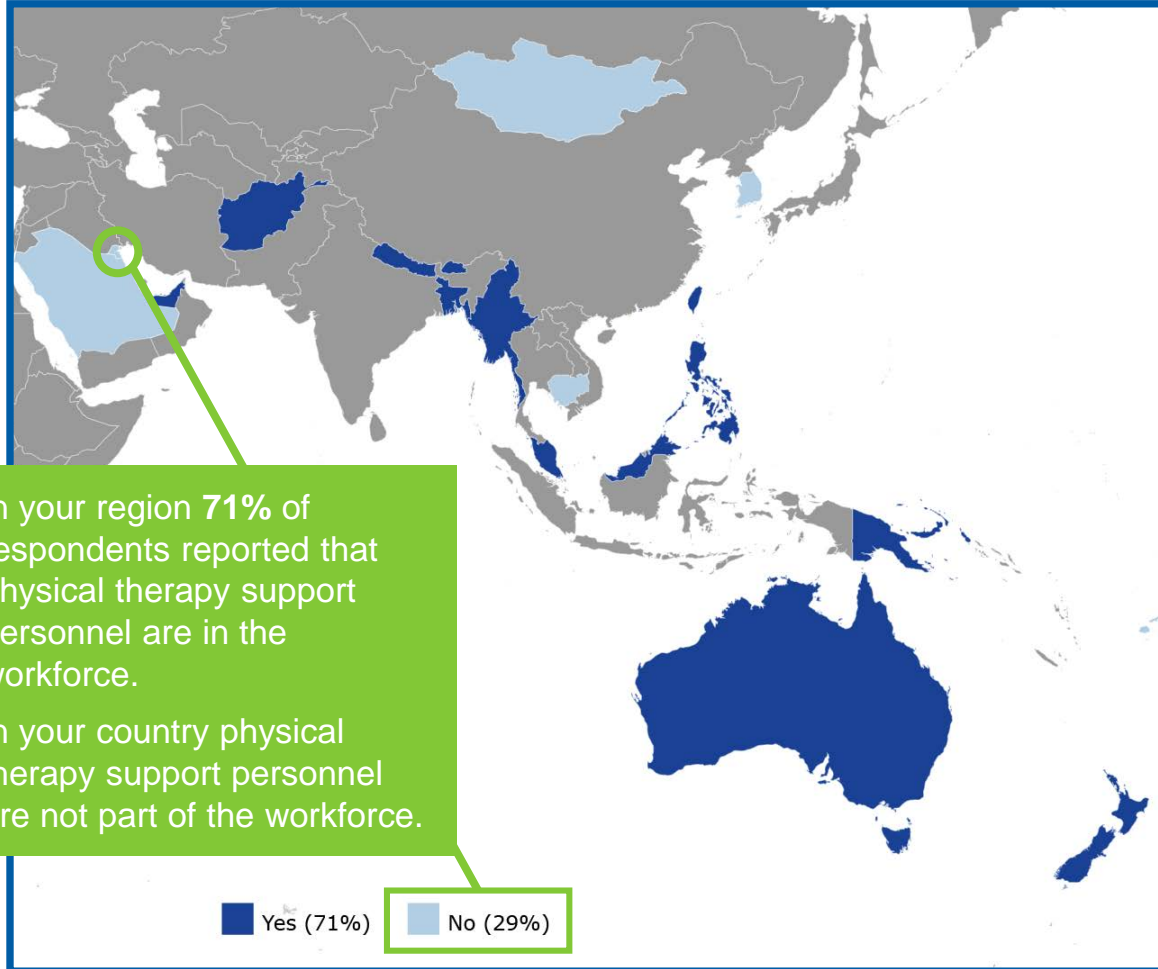 n your region 71% of
espondents reported that
hysical therapy support
ersonnel are in the
workforce.
n your country physical
herapy support personnel
re not part of the workforce.
Yes (71%)
No (29%)